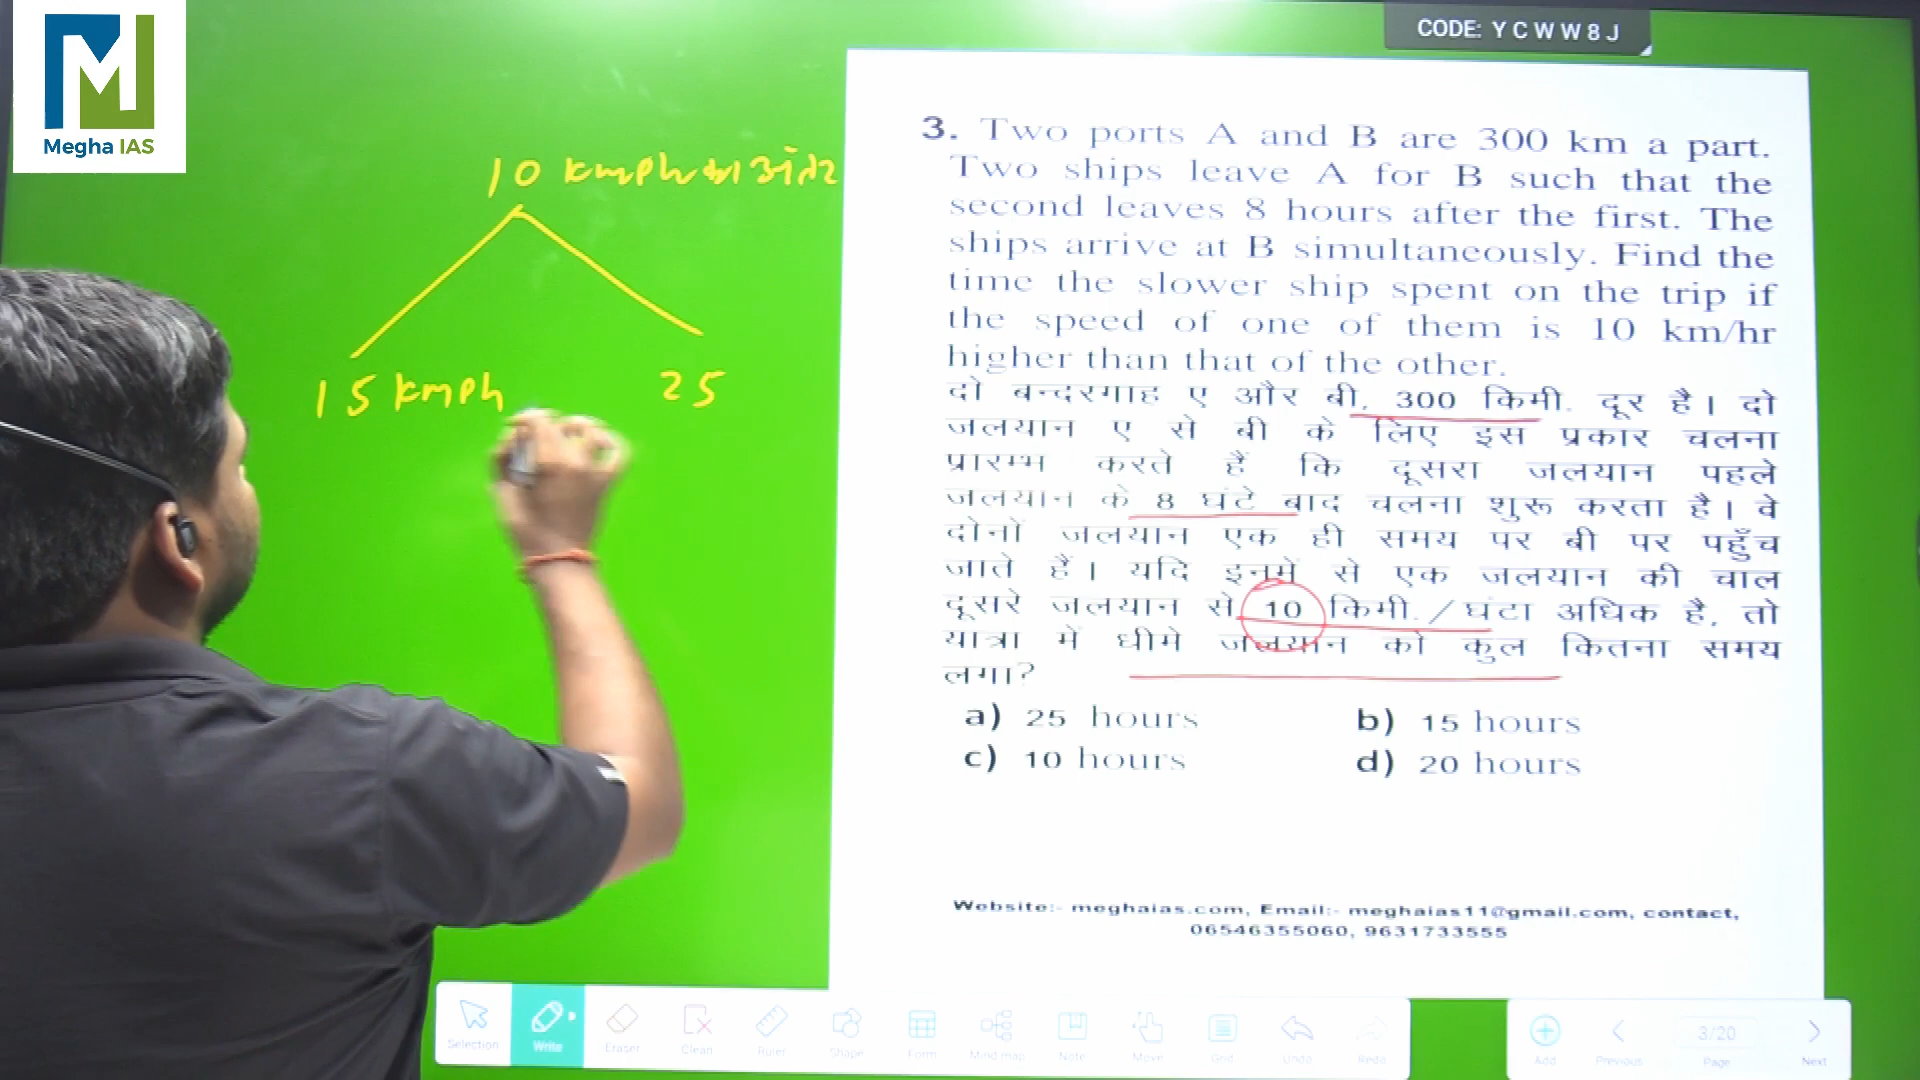 Megha IAS
CODE: Y C W W 8 J
10 kmph का अंतर
15 kmph 25
3. Two ports A and B are 300 km a part.
Two ships leave A for B such that the
second leaves 8 hours after the first. The
ships arrive at B simultaneously. Find the
time the slower ship spent on the trip if
the speed of one of them is 10 km/hr
higher than that of the other.
दो बन्दरगाह ए और बी, 300 किमी. दूर है। दो
जलयान ए से बी के लिए इस प्रकार चलना
प्रारम्भ करते हैं कि दूसरा जलयान पहले
जलयान के 8 घंटे बाद चलना शुरू करता है। वे
दोनों जलयान एक ही समय पर बी पर पहुँच
जाते हैं। यदि इनमें से एक जलयान की चाल
दूसरे जलयान से 10 किमी./घंटा अधिक है, तो
यात्रा में धीमे जलयान को कुल कितना समय
लगा?
a) 25 hours b) 15 hours
c) 10 hours d) 20 hours
Website:- meghaias.com, Email:- meghaias11@gmail.com, contact,
06546355060, 9631733555
Selection Write Eraser Clean Ruler Shape Form Mind map Note Move Grid Undo Redo Add Previous 3/20 Page Next